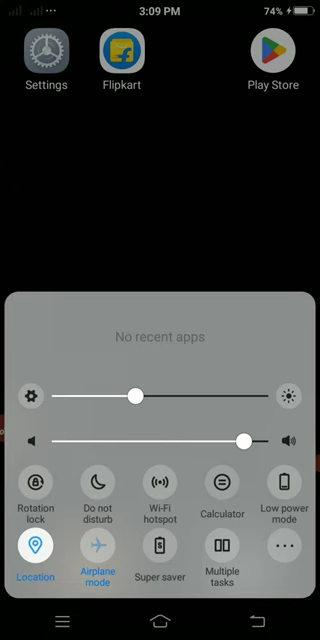 3:09 PM
74%
Settings
Flipkart
Play Store
No recent apps
Rotation
lock
Do not
disturb
Wi-Fi
hotspot
Calculator
Low power
mode
Location
Airplane
mode
Super saver
Multiple
tasks